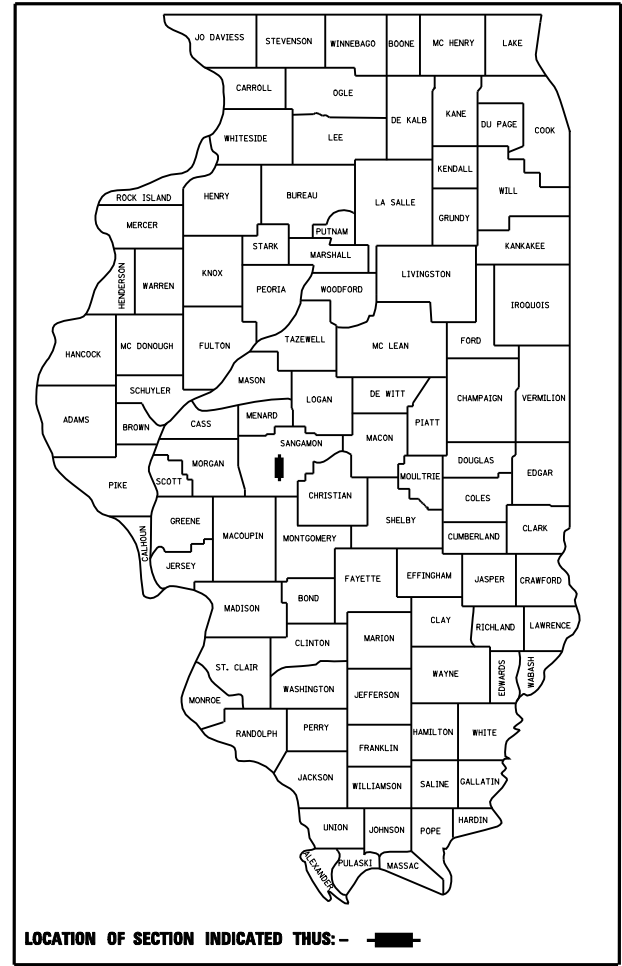 JO DAVIESS
STEVENSON
WINNEBAGO
BOONE
MC HENRY
LAKE
CARROLL
OGLE
DE KALB
KANE
DU PAGE
COOK
WHITESIDE
LEE
KENDALL
WILL
ROCK ISLAND
HENRY
BUREAU
LA SALLE
GRUNDY
MERCER
PUTNAM
STARK
MARSHALL
KANKAKEE
HENDERSON
WARREN
KNOX
PEORIA
WOODFORD
LIVINGSTON
IROQUOIS
HANCOCK
MC DONOUGH
FULTON
TAZEWELL
MC LEAN
FORD
MASON
SCHUYLER
LOGAN
DE WITT
CHAMPAIGN
VERMILION
ADAMS
BROWN
CASS
MENARD
PIATT
MACON
SANGAMON
MORGAN
SCOTT
PIKE
DOUGLAS
EDGAR
MOULTRIE
CHRISTIAN
COLES
SHELBY
GREENE
MACOUPIN
MONTGOMERY
CUMBERLAND
CLARK
CALHOUN
JERSEY
FAYETTE
EFFINGHAM
JASPER
CRAWFORD
MADISON
BOND
CLAY
RICHLAND
LAWRENCE
CLINTON
MARION
ST. CLAIR
WAYNE
EDWARDS
WABASH
WASHINGTON
JEFFERSON
MONROE
RANDOLPH
PERRY
HAMILTON
WHITE
FRANKLIN
JACKSON
WILLIAMSON
SALINE
GALLATIN
UNION
JOHNSON
POPE
HARDIN
ALEXANDER
PULASKI
MASSAC
LOCATION OF SECTION INDICATED THUS: –